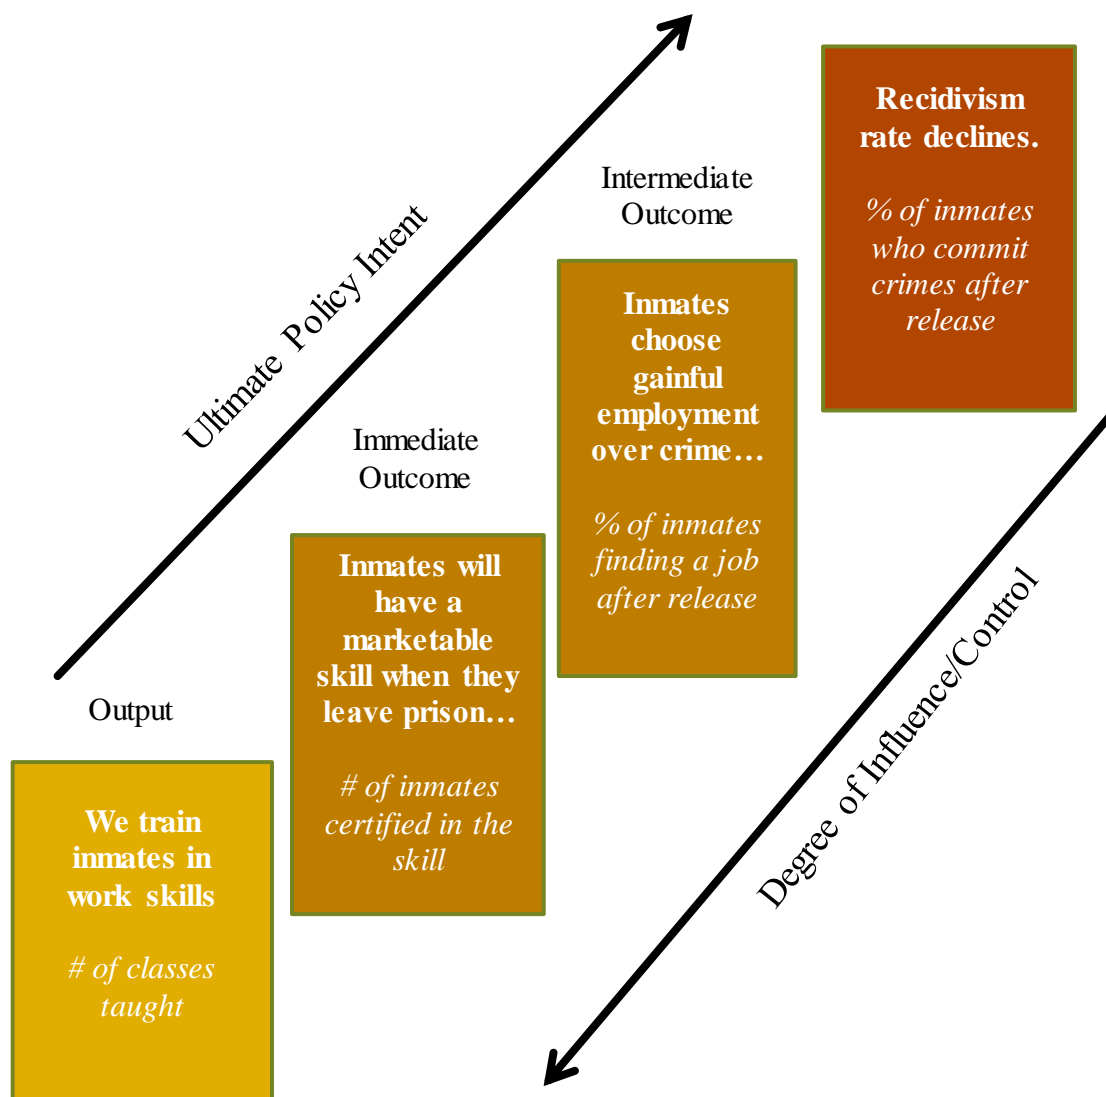 Ultimate Policy Intent
Output
We train
inmates in
work skills
# of classes
taught
Immediate
Outcome
Inmates will
have a
marketable
skill when they
leave prison…
# of inmates
certified in the
skill
Intermediate
Outcome
Inmates
choose
gainful
employment
over crime…
% of inmates
finding a job
after release
Recidivism
rate declines.
% of inmates
who commit
crimes after
release
Degree of Influence/Control